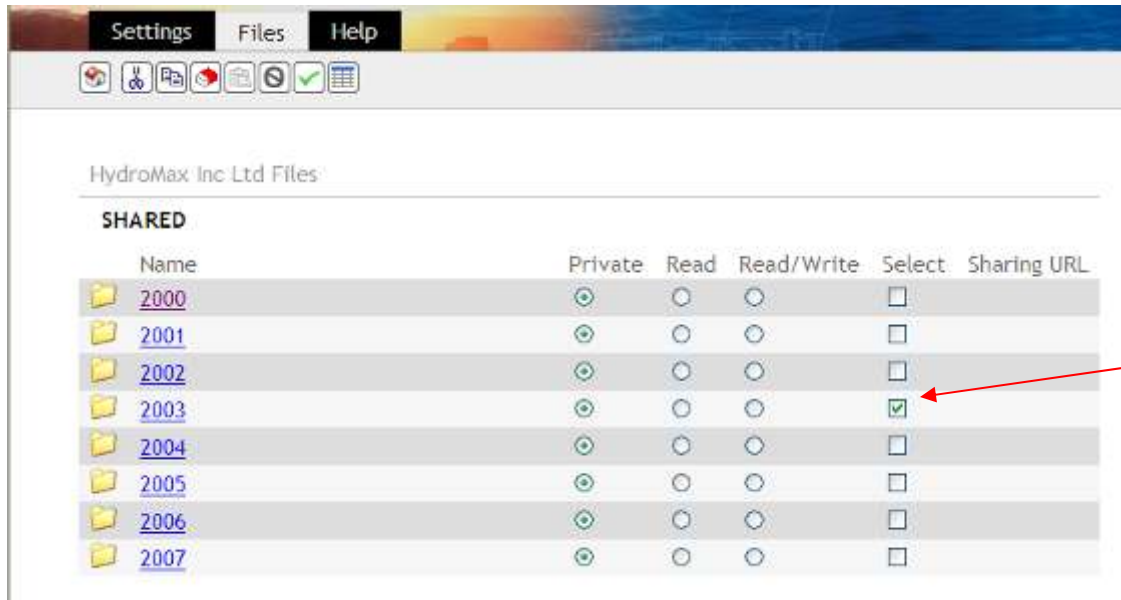 Settings Files Help
HydroMax Inc Ltd Files
SHARED
Name Private Read Read/Write Select Sharing URL
2000
2001
2002
2003
2004
2005
2006
2007